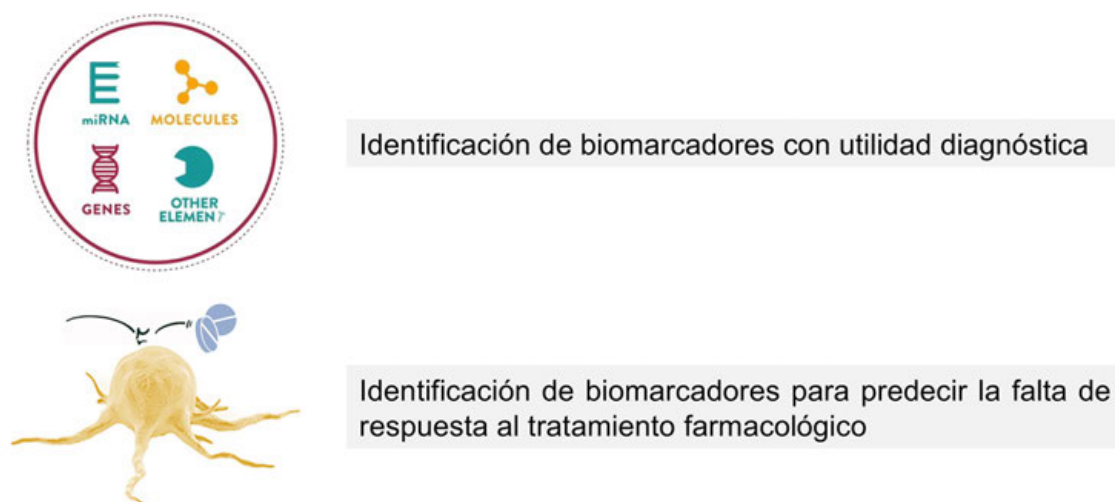 miRNA
MOLECULES
GENES
OTHER
ELEMEN
Identificación de biomarcadores con utilidad diagnóstica
Identificación de biomarcadores para predecir la falta de
respuesta al tratamiento farmacológico